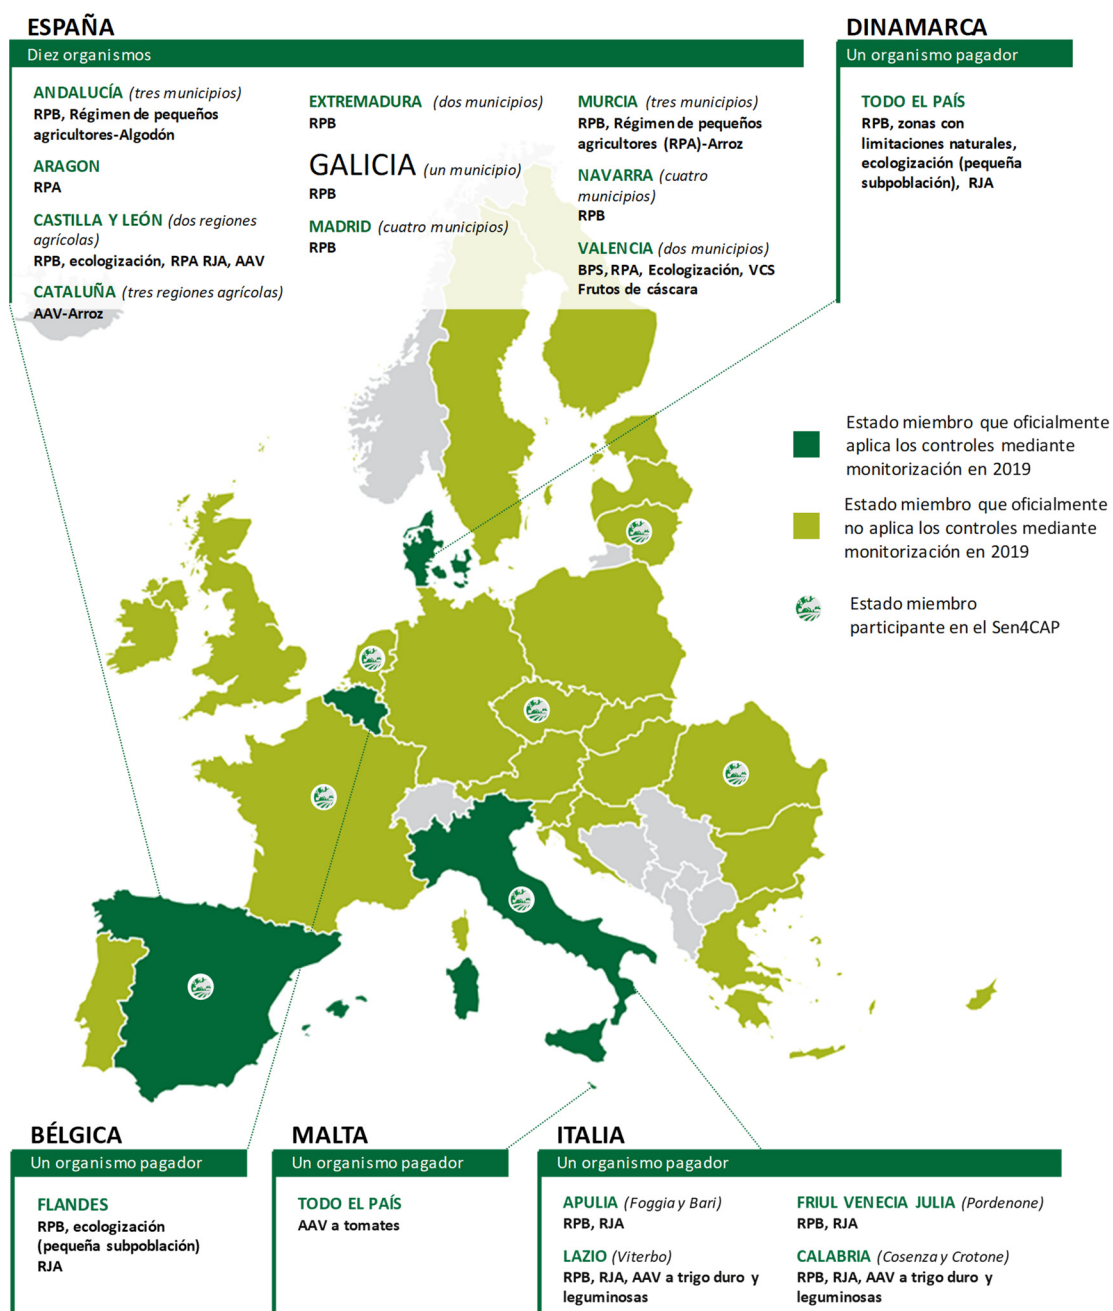 ESPAÑA
Diez organismos
ANDALUCÍA (tres municipios)
RPB, Régimen de pequeños
agricultores-Algodón
ARAGON
RPA
CASTILLA Y LEÓN (dos regiones
agrícolas)
RPB, ecologización, RPA RJA, AAV
CATALUÑA (tres regiones agrícolas)
AAV-Arroz
EXTREMADURA (dos municipios)
RPB
GALICIA (un municipio)
RPB
MADRID (cuatro municipios)
RPB
MURCIA (tres municipios)
RPB, Régimen de pequeños
agricultores (RPA)-Arroz
NAVARRA (cuatro
municipios)
RPB
VALENCIA (dos municipios)
BPS, RPA, Ecologización, VCS
Frutos de cáscara
DINAMARCA
Un organismo pagador
TODO EL PAÍS
RPB, zonas con
limitaciones naturales,
ecologización (pequeña
subpoblación), RJA
Estado miembro que oficialmente
aplica los controles mediante
monitorización en 2019
Estado miembro que oficialmente
no aplica los controles mediante
monitorización en 2019
Estado miembro
participante en el Sen4CAP
BÉLGICA
Un organismo pagador
FLANDES
RPB, ecologización
(pequeña subpoblación)
RJA
MALTA
Un organismo pagador
TODO EL PAÍS
AAV a tomates
ITALIA
Un organismo pagador
APULIA (Foggia y Bari)
RPB, RJA
LAZIO (Viterbo)
RPB, RJA, AAV a trigo duro y
leguminosas
FRIUL VENECIA JULIA (Pordenone)
RPB, RJA
CALABRIA (Cosenza y Crotone)
RPB, RJA, AAV a trigo duro y
leguminosas